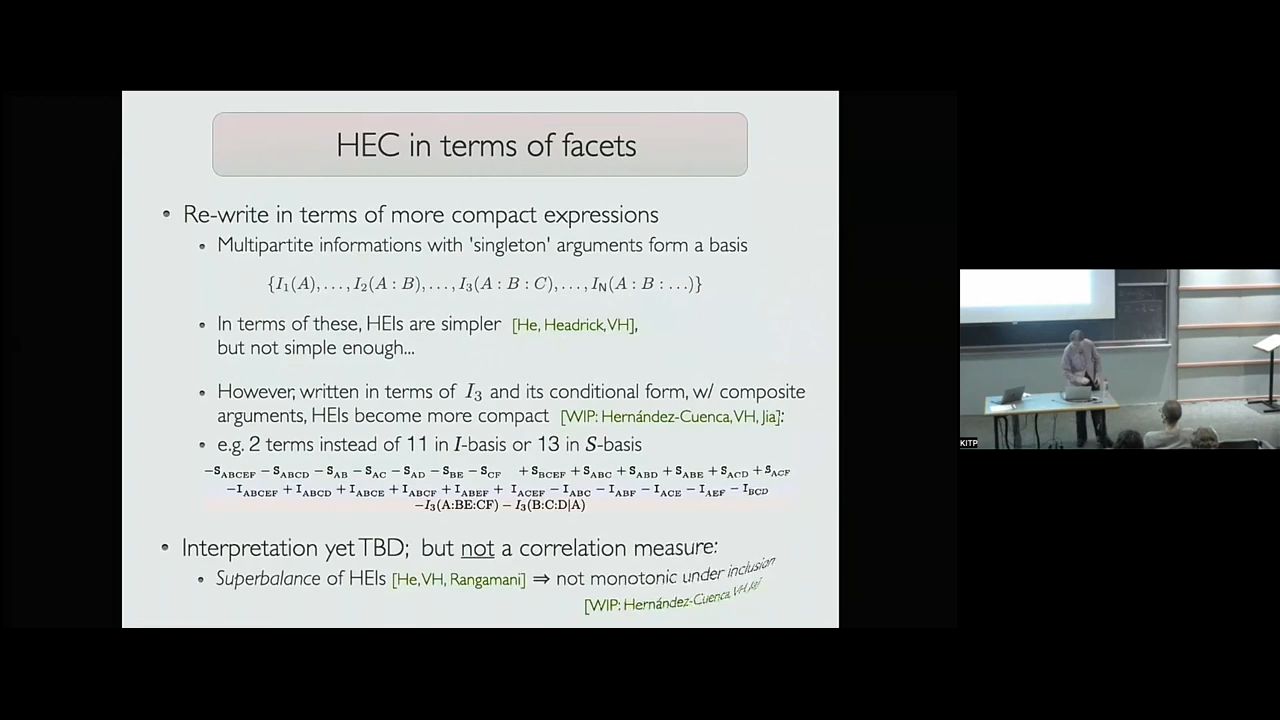 HEC in terms of facets
• Re-write in terms of more compact expressions
• Multipartite informations with 'singleton' arguments form a basis
{I₁(A), . . . , I₂(A : B), . . . , I₃(A : B : C), . . . , I_N(A : B : . . .)}
• In terms of these, HEIs are simpler [He, Headrick, VH],
but not simple enough...
• However, written in terms of I₃ and its conditional form, w/ composite
arguments, HEIs become more compact [WIP: Hernández-Cuenca, VH, Jia]:
• e.g. 2 terms instead of 11 in I-basis or 13 in S-basis
−S_ABCEF − S_ABCD − S_AB − S_AC − S_AD − S_BE − S_CF + S_BCEF + S_ABC + S_ABD + S_ABE + S_ACD + S_ACF
−I_ABCEF + I_ABCD + I_ABCE + I_ABCF + I_ABEF + I_ACEF − I_ABC − I_ABF − I_ACE − I_AEF − I_BCD
−I₃(A:BE:CF) − I₃(B:C:D|A)
• Interpretation yet TBD; but not a correlation measure:
• Superbalance of HEIs [He, VH, Rangamani] ⇒ not monotonic under inclusion
[WIP: Hernández-Cuenca, VH, Jia]
KITP